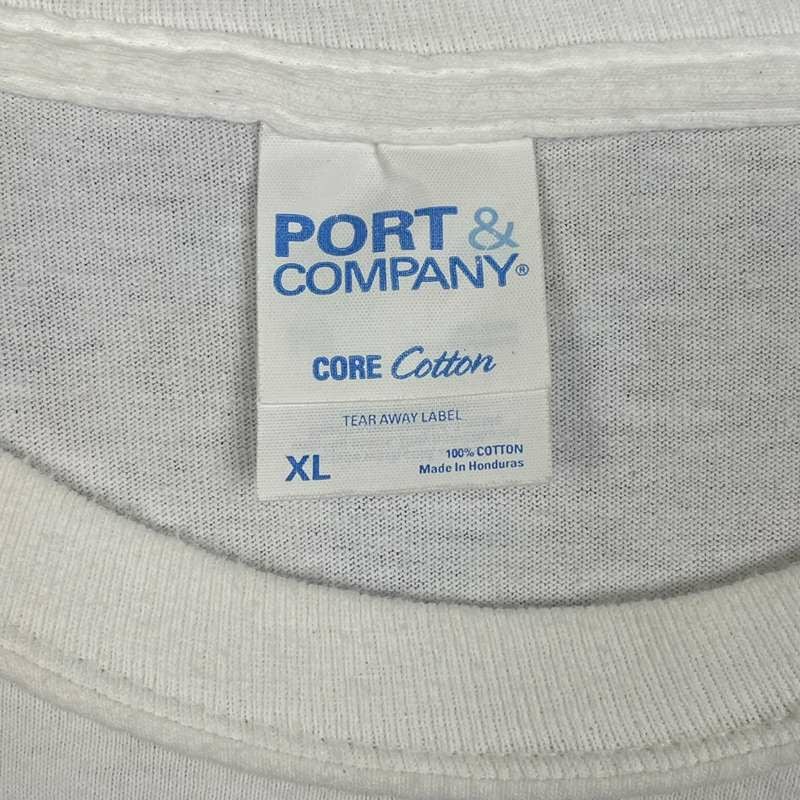 PORT &
COMPANY®
CORE Cotton
TEAR AWAY LABEL
XL
100% COTTON
Made In Honduras